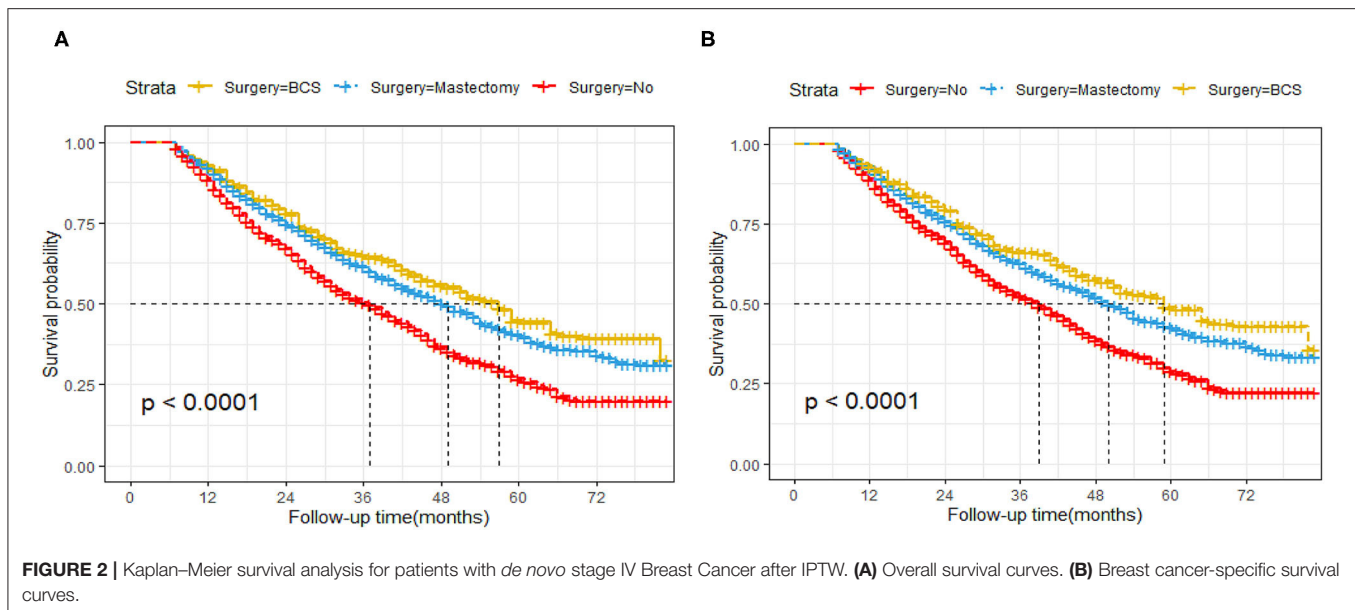 A
B
Strata Surgery=BCS Surgery=Mastectomy Surgery=No
Strata Surgery=No Surgery=Mastectomy Surgery=BCS
1.00
0.75
0.50
0.25
0.00
Survival probability
p < 0.0001
0 12 24 36 48 60 72
Follow-up time(months)
1.00
0.75
0.50
0.25
0.00
Survival probability
p < 0.0001
0 12 24 36 48 60 72
Follow-up time(months)
FIGURE 2 | Kaplan–Meier survival analysis for patients with de novo stage IV Breast Cancer after IPTW. (A) Overall survival curves. (B) Breast cancer-specific survival
curves.